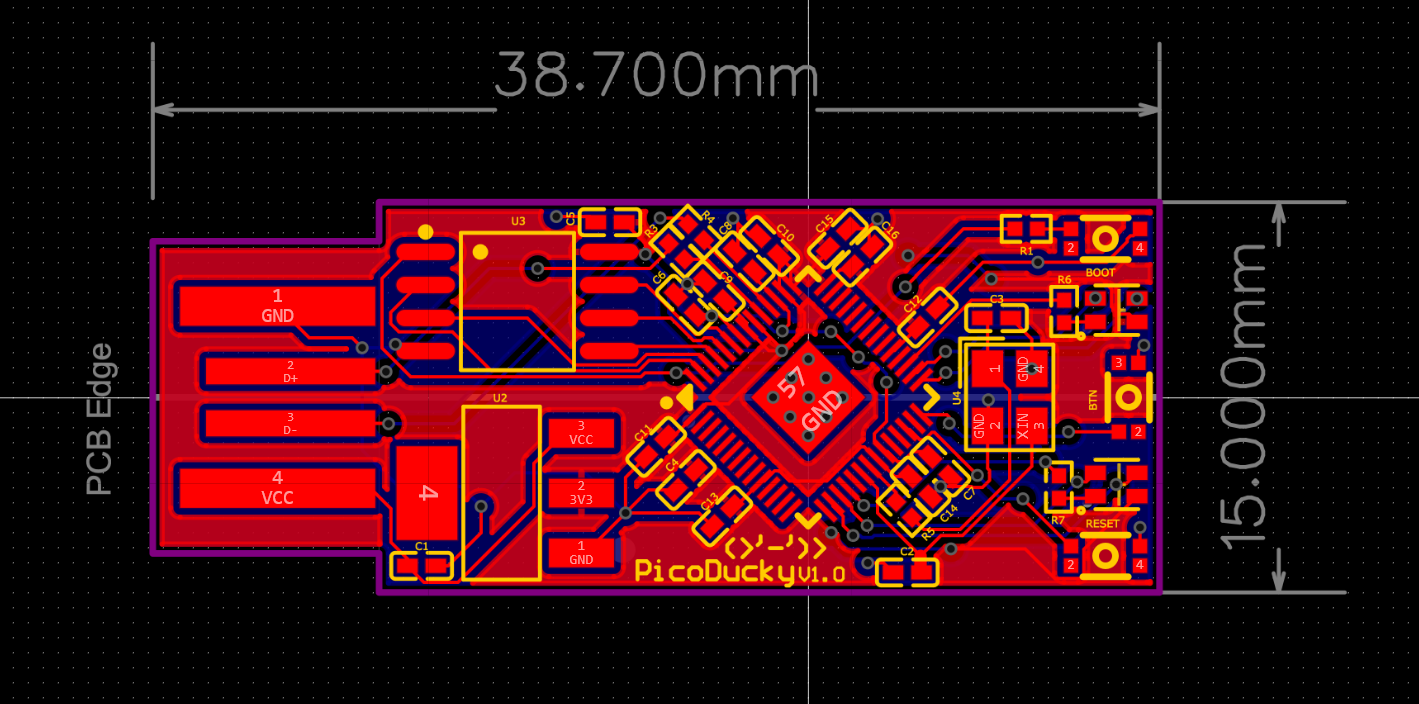 38.700mm
15.000mm
PCB Edge
1
GND
2
D+
3
D-
4
VCC
4
C1
U3
U2
C5
3
VCC
2
3V3
1
GND
R3
R4
C8
C10
C6
C9
C15
C16
C12
C11
C4
C13
57
GND
C3
U4
1
GND
4
GND
2
XIN
3
C7
C14
R5
C2
R1
2
4
BOOT
R6
3
BTN
2
R7
RESET
2
4
(>'-')>
PicoDucky V1.0